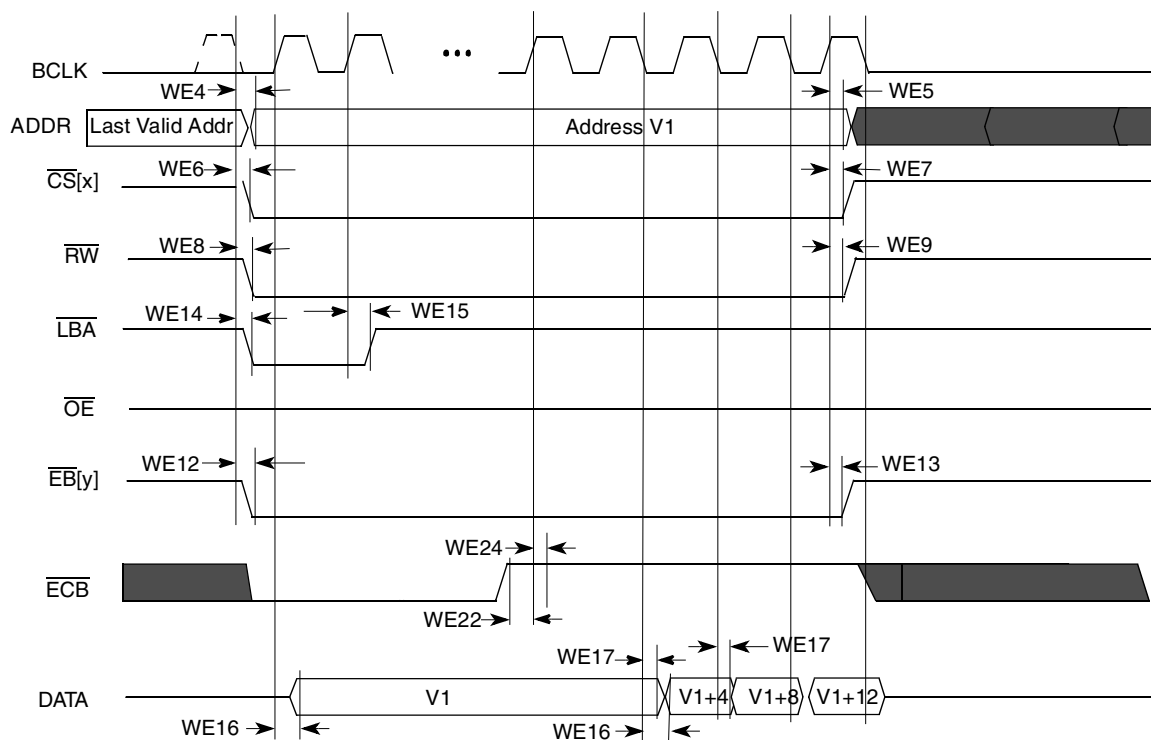 BCLK
WE4
WE5
ADDR
Last Valid Addr
Address V1
WE6
WE7
CS[x]
WE8
WE9
RW
WE14
WE15
LBA
OE
WE12
WE13
EB[y]
WE24
ECB
WE22
WE17
WE17
DATA
V1
V1+4
V1+8
V1+12
WE16
WE16